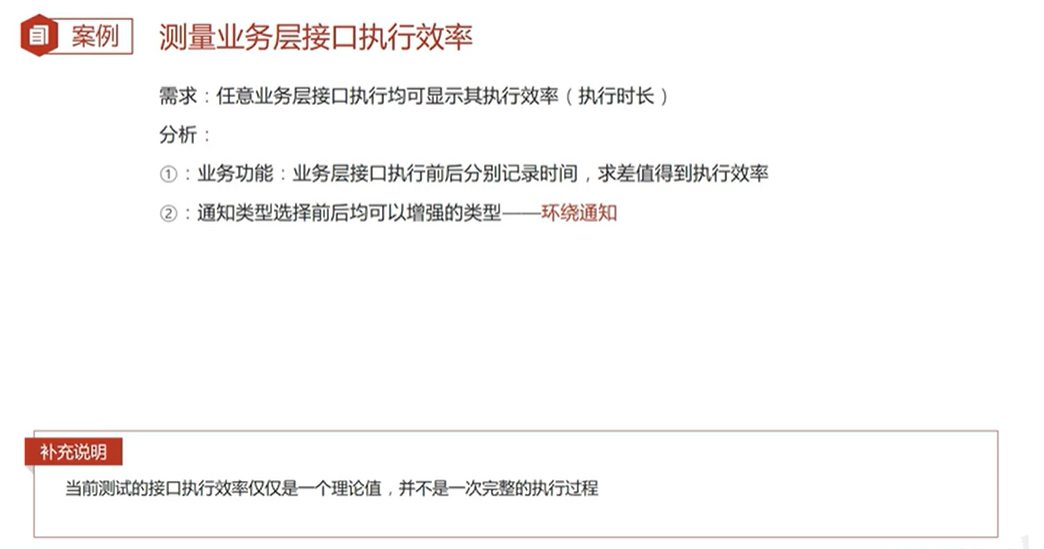 案例
测量业务层接口执行效率
需求：任意业务层接口执行均可显示其执行效率（执行时长）
分析：
①：业务功能：业务层接口执行前后分别记录时间，求差值得到执行效率
②：通知类型选择前后均可以增强的类型——环绕通知
补充说明
当前测试的接口执行效率仅仅是一个理论值，并不是一次完整的执行过程